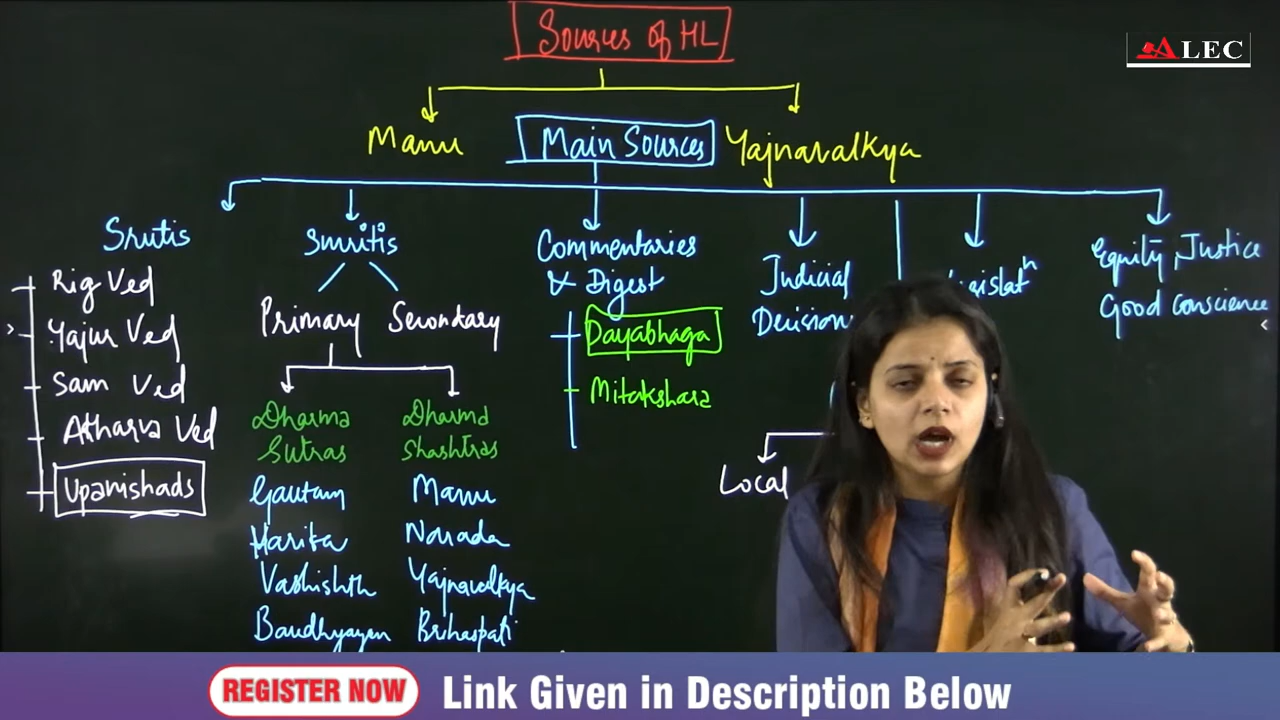 Sources of HL
ALEC
Manu
Main Sources
Yajnavalkya
Srutis
Rig Ved
Yajur Ved
Sam Ved
Atharva Ved
Upanishads
Smritis
Primary
Secondary
Dharma
Sutras
Gautam
Harita
Vashishth
Baudhyayan
Dharma
Shashtras
Manu
Narada
Yajnavalkya
Brihaspati
Commentaries
& Digest
Dayabhaga
Mitakshara
Judicial
Decision
Local
Equity, Justice
Good conscience
REGISTER NOW
Link Given in Description Below